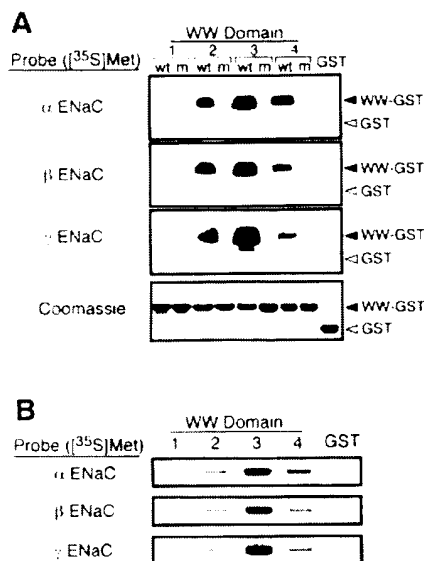 A
WW Domain
Probe ([³⁵S]Met) 1 2 3 4 GST
wt m wt m wt m wt m
α ENaC
◄ WW-GST
◁ GST
β ENaC
◄ WW-GST
◁ GST
γ ENaC
◄ WW-GST
◁ GST
Coomassie
◄ WW-GST
◁ GST
B
WW Domain
Probe ([³⁵S]Met) 1 2 3 4 GST
α ENaC
β ENaC
γ ENaC